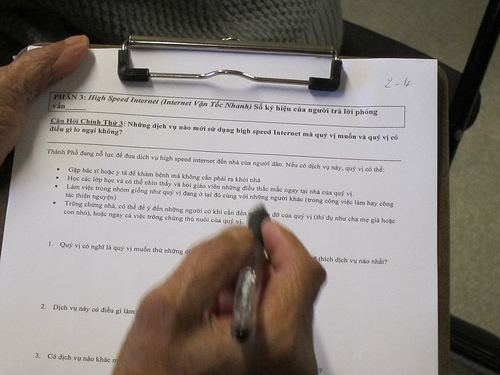 2-4
PHẦN 3: High Speed Internet (Internet Vận Tốc Nhanh) Số ký hiệu của người trả lời phỏng
vấn
Câu Hỏi Chính Thứ 3: Những dịch vụ nào mới sử dụng high speed Internet mà quý vị muốn và quý vị có
điều gì lo ngại không?
Thành Phố đang nỗ lực để đưa dịch vụ high speed internet đến nhà của người dân. Nếu có dịch vụ này, quý vị có thể:
• Gặp bác sĩ hoặc y tá để khám bệnh mà không cần phải ra khỏi nhà
• Học các lớp học và có thể nhìn thấy và hỏi giáo viên những điều thắc mắc ngay tại nhà của quý vị.
• Làm việc trong nhóm giống như quý vị đang ở tại đó cùng với những người khác (trong công việc làm hay công
tác thiện nguyện)
• Trông chừng nhà, có thể để ý đến những người có khi cần đến đỡ của quý vị (thí dụ như cha mẹ già hoặc
con nhỏ), hoặc ngay cả việc trông chừng thú nuôi của quý vị.
1. Quý vị có nghĩ là quý vị muốn thử những thích dịch vụ nào nhất?
2. Dịch vụ này có điều gì làm
3. Có dịch vụ nào khác ?